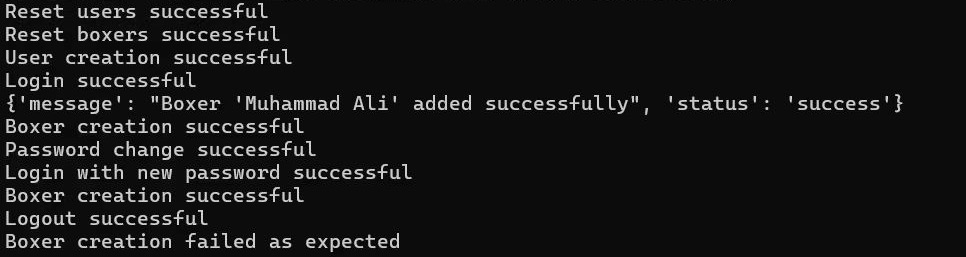 Reset users successful
Reset boxers successful
User creation successful
Login successful
{'message': "Boxer 'Muhammad Ali' added successfully", 'status': 'success'}
Boxer creation successful
Password change successful
Login with new password successful
Boxer creation successful
Logout successful
Boxer creation failed as expected